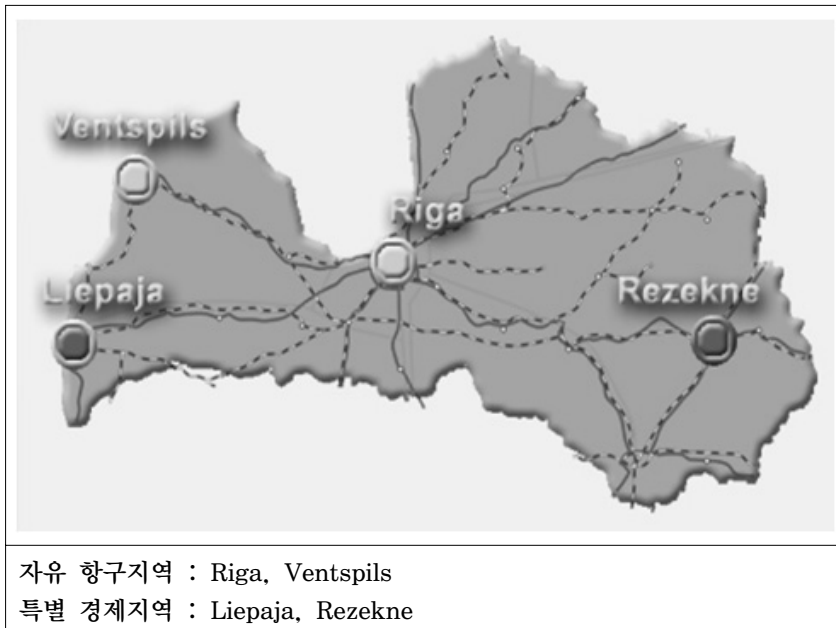 Ventspils
Riga
Liepaja
Rezekne
자유 항구지역 : Riga, Ventspils
특별 경제지역 : Liepaja, Rezekne